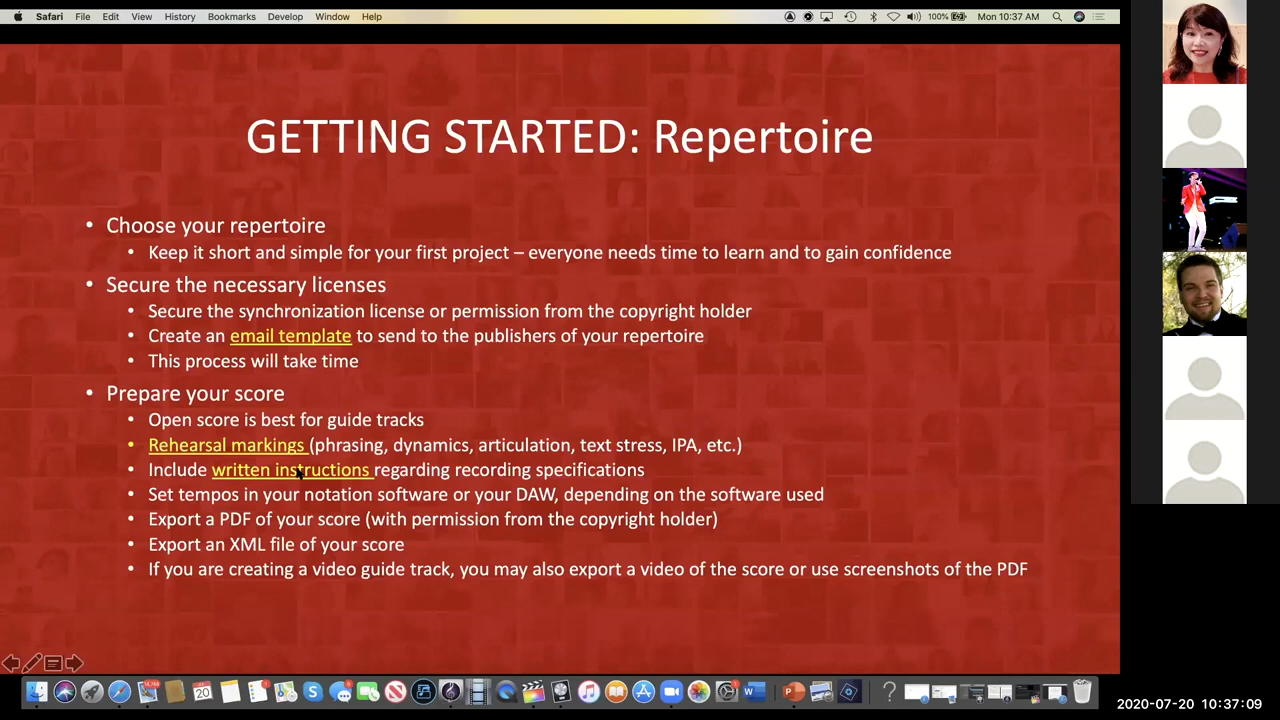 Safari File Edit View History Bookmarks Develop Window Help 100% Mon 10:37 AM
GETTING STARTED: Repertoire
• Choose your repertoire
• Keep it short and simple for your first project – everyone needs time to learn and to gain confidence
• Secure the necessary licenses
• Secure the synchronization license or permission from the copyright holder
• Create an email template to send to the publishers of your repertoire
• This process will take time
• Prepare your score
• Open score is best for guide tracks
• Rehearsal markings (phrasing, dynamics, articulation, text stress, IPA, etc.)
• Include written instructions regarding recording specifications
• Set tempos in your notation software or your DAW, depending on the software used
• Export a PDF of your score (with permission from the copyright holder)
• Export an XML file of your score
• If you are creating a video guide track, you may also export a video of the score or use screenshots of the PDF
20
2020-07-20 10:37:09